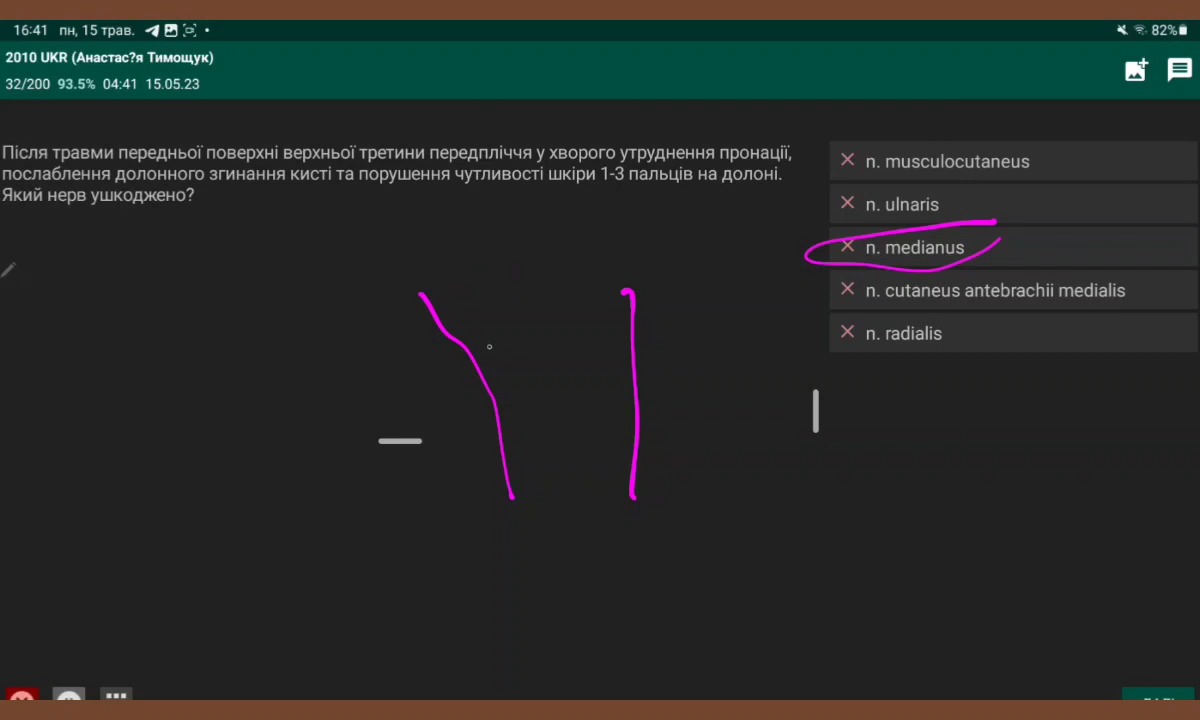 16:41 пн, 15 трав. 82%
2010 UKR (Анастас?я Тимощук)
32/200 93.5% 04:41 15.05.23
Після травми передньої поверхні верхньої третини передпліччя у хворого утруднення пронації,
послаблення долонного згинання кисті та порушення чутливості шкіри 1-3 пальців на долоні.
Який нерв ушкоджено?
n. musculocutaneus
n. ulnaris
n. medianus
n. cutaneus antebrachii medialis
n. radialis